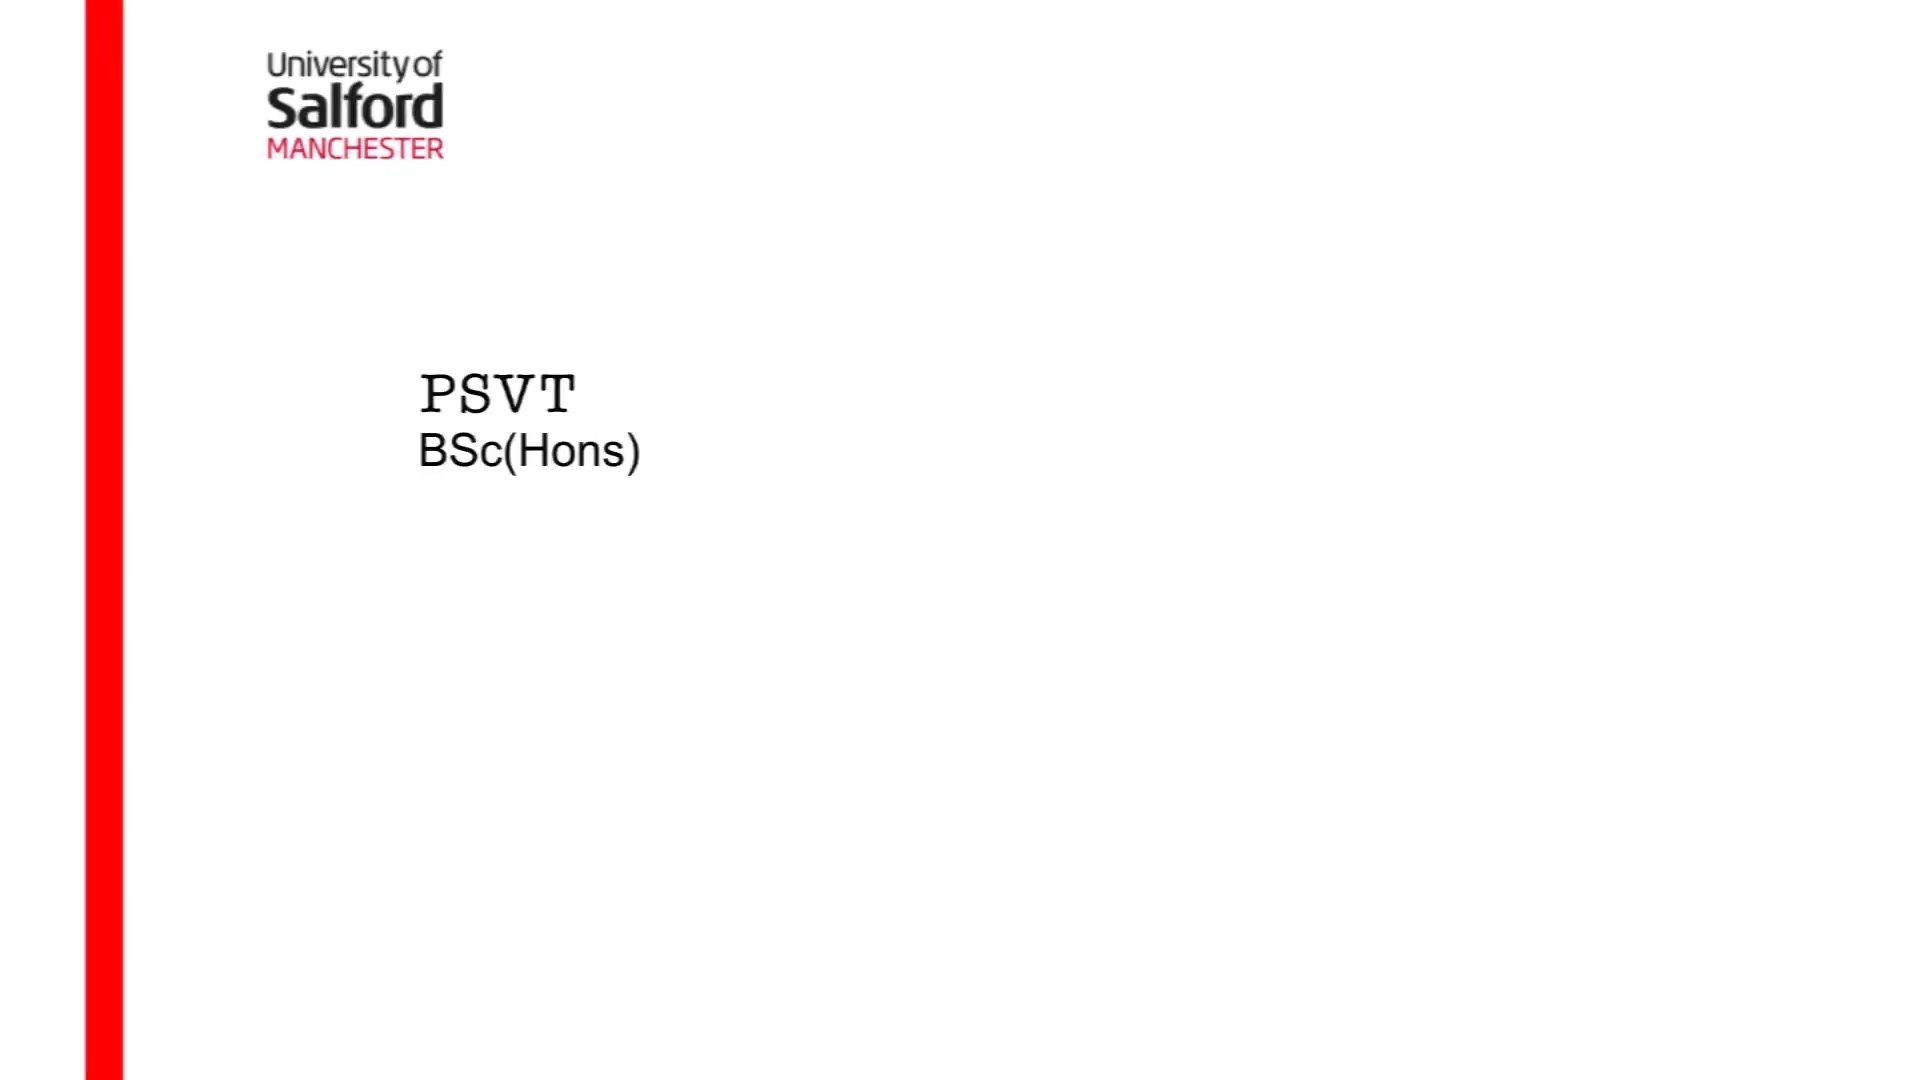 University of
Salford
MANCHESTER
PSVT
BSc(Hons)